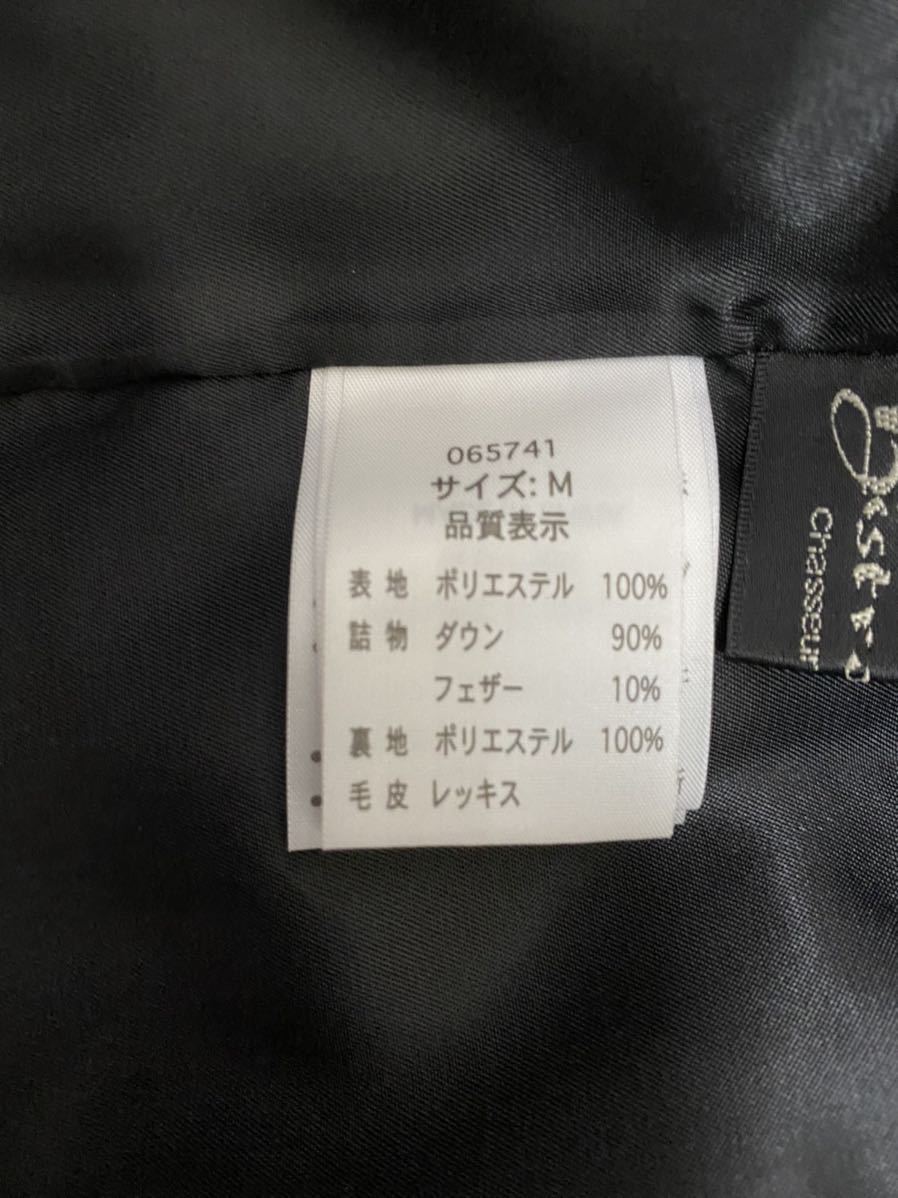 065741
サイズ: M
品質表示
表地 ポリエステル 100%
詰物 ダウン 90%
フェザー 10%
裏地 ポリエステル 100%
毛皮 レッキス
Chasseur